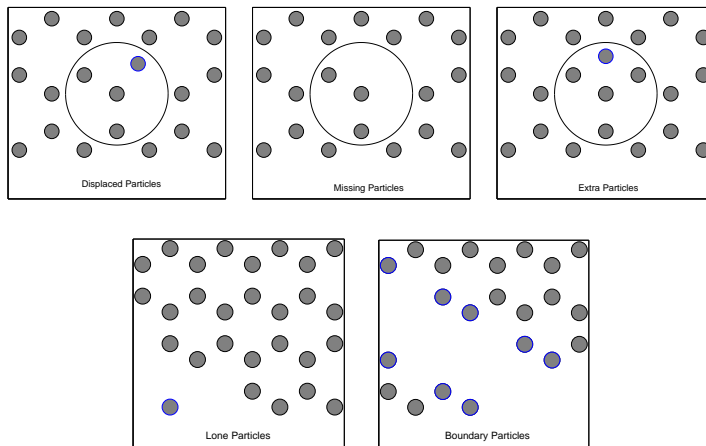 Displaced Particles
Missing Particles
Extra Particles
Lone Particles
Boundary Particles